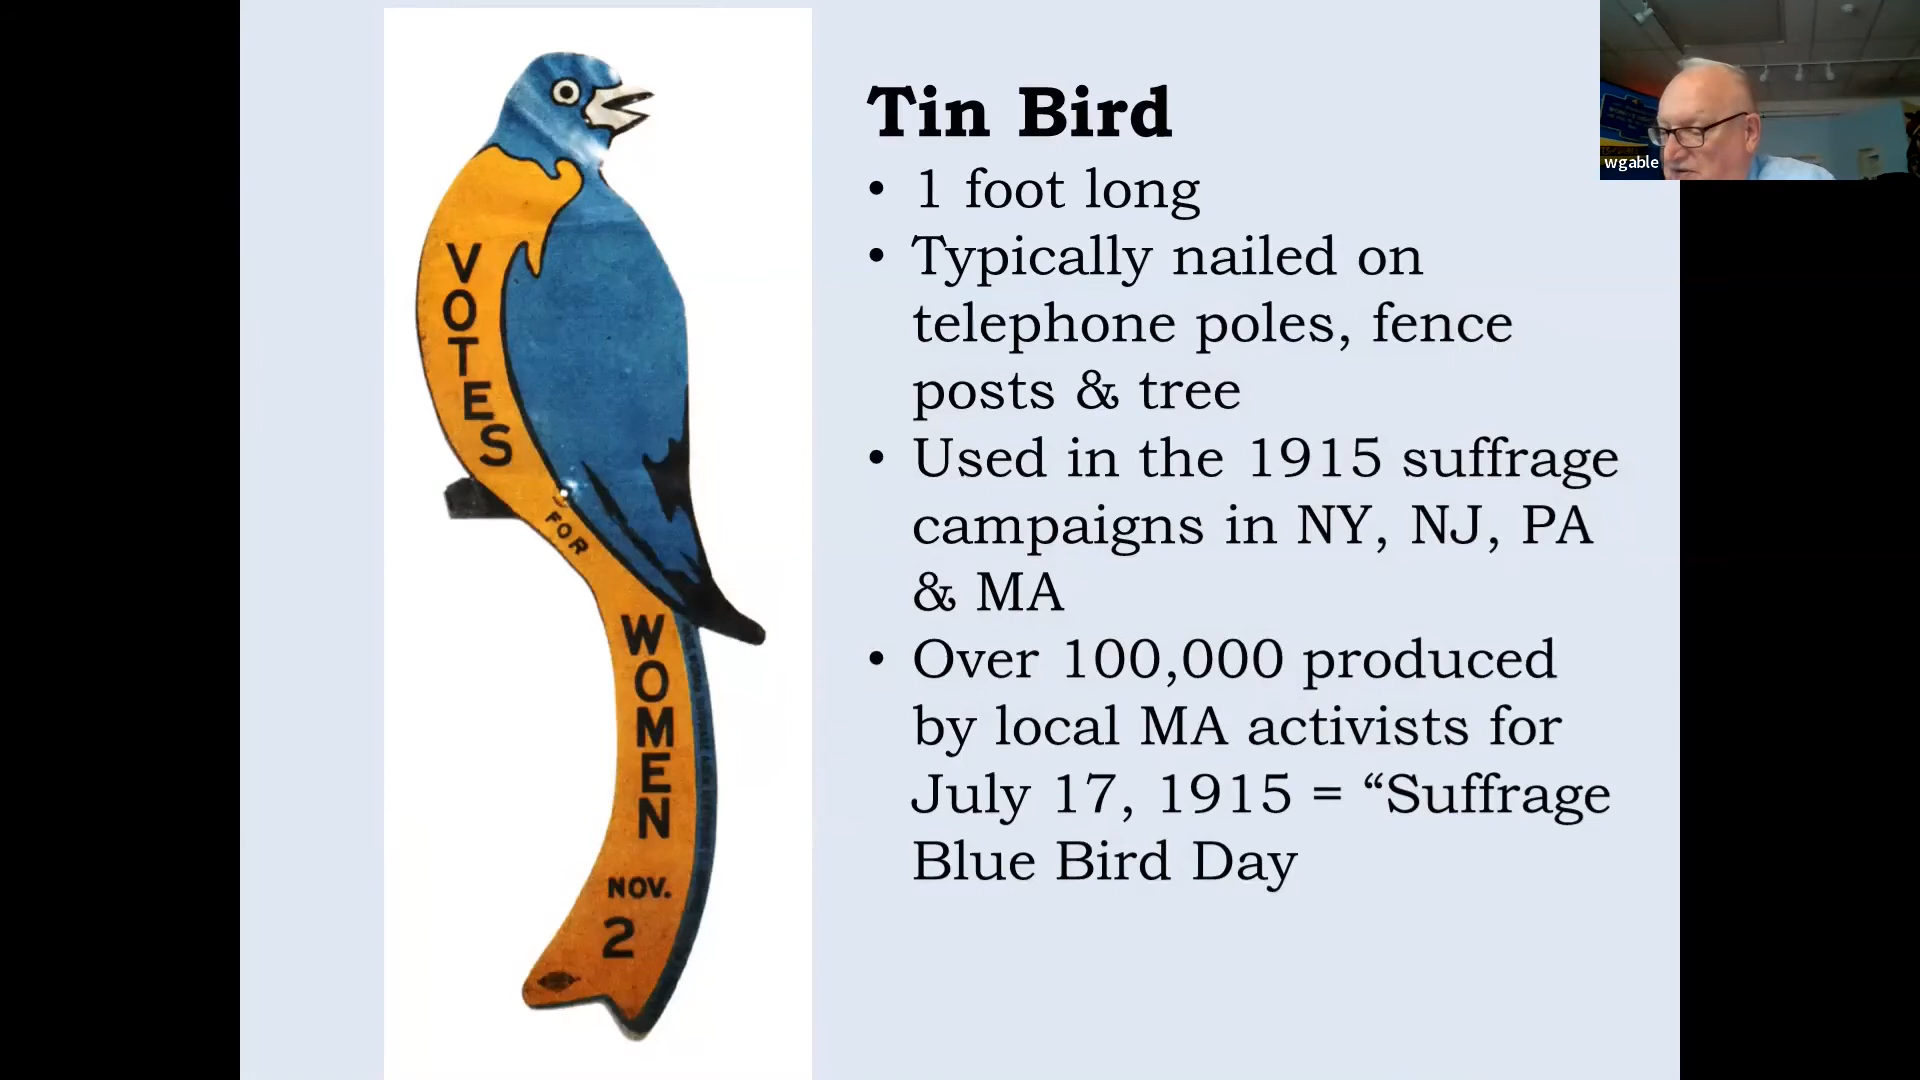 Tin Bird
• 1 foot long
• Typically nailed on
telephone poles, fence
posts & tree
• Used in the 1915 suffrage
campaigns in NY, NJ, PA
& MA
• Over 100,000 produced
by local MA activists for
July 17, 1915 = “Suffrage
Blue Bird Day
VOTES
FOR
WOMEN
NOV.
2
wgable